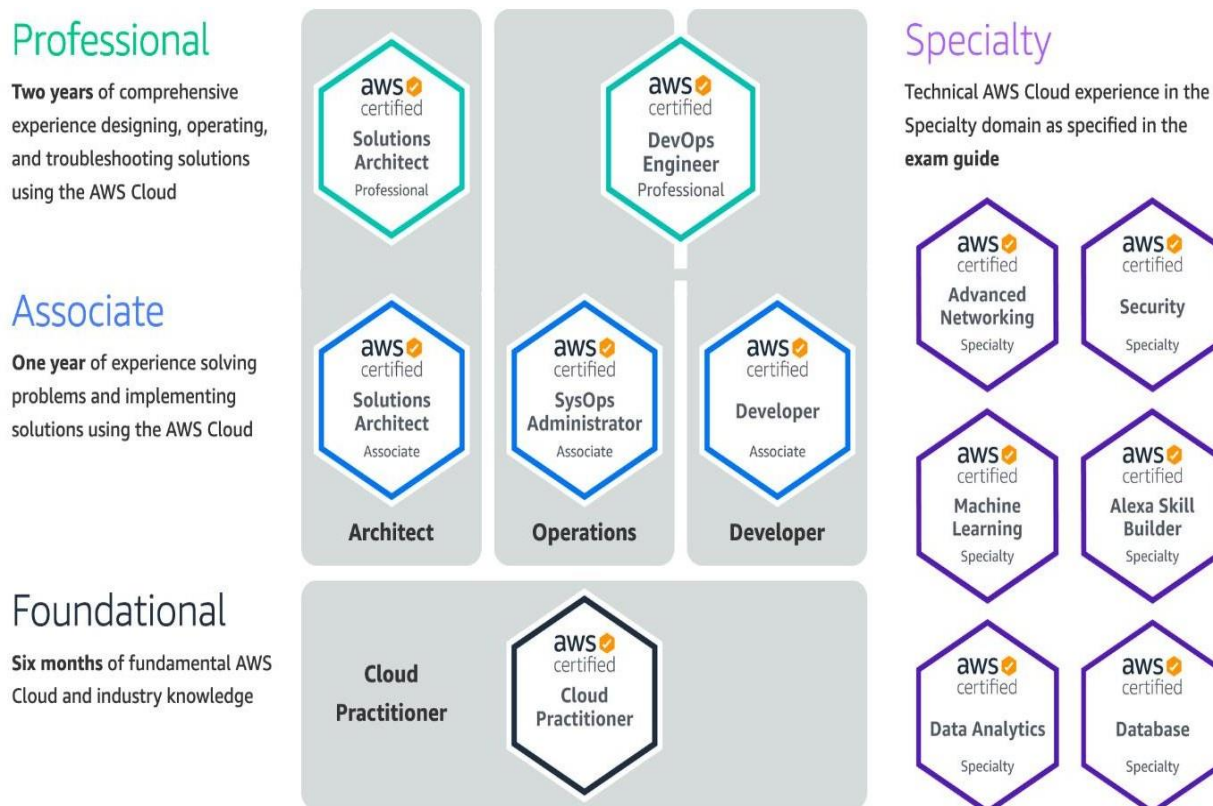 Professional
Two years of comprehensive
experience designing, operating,
and troubleshooting solutions
using the AWS Cloud
aws
certified
Solutions
Architect
Professional
aws
certified
DevOps
Engineer
Professional
Associate
One year of experience solving
problems and implementing
solutions using the AWS Cloud
aws
certified
Solutions
Architect
Associate
aws
certified
SysOps
Administrator
Associate
aws
certified
Developer
Associate
Architect
Operations
Developer
Foundational
Six months of fundamental AWS
Cloud and industry knowledge
Cloud
Practitioner
aws
certified
Cloud
Practitioner
Specialty
Technical AWS Cloud experience in the
Specialty domain as specified in the
exam guide
aws
certified
Advanced
Networking
Specialty
aws
certified
Security
Specialty
aws
certified
Machine
Learning
Specialty
aws
certified
Alexa Skill
Builder
Specialty
aws
certified
Data Analytics
Specialty
aws
certified
Database
Specialty